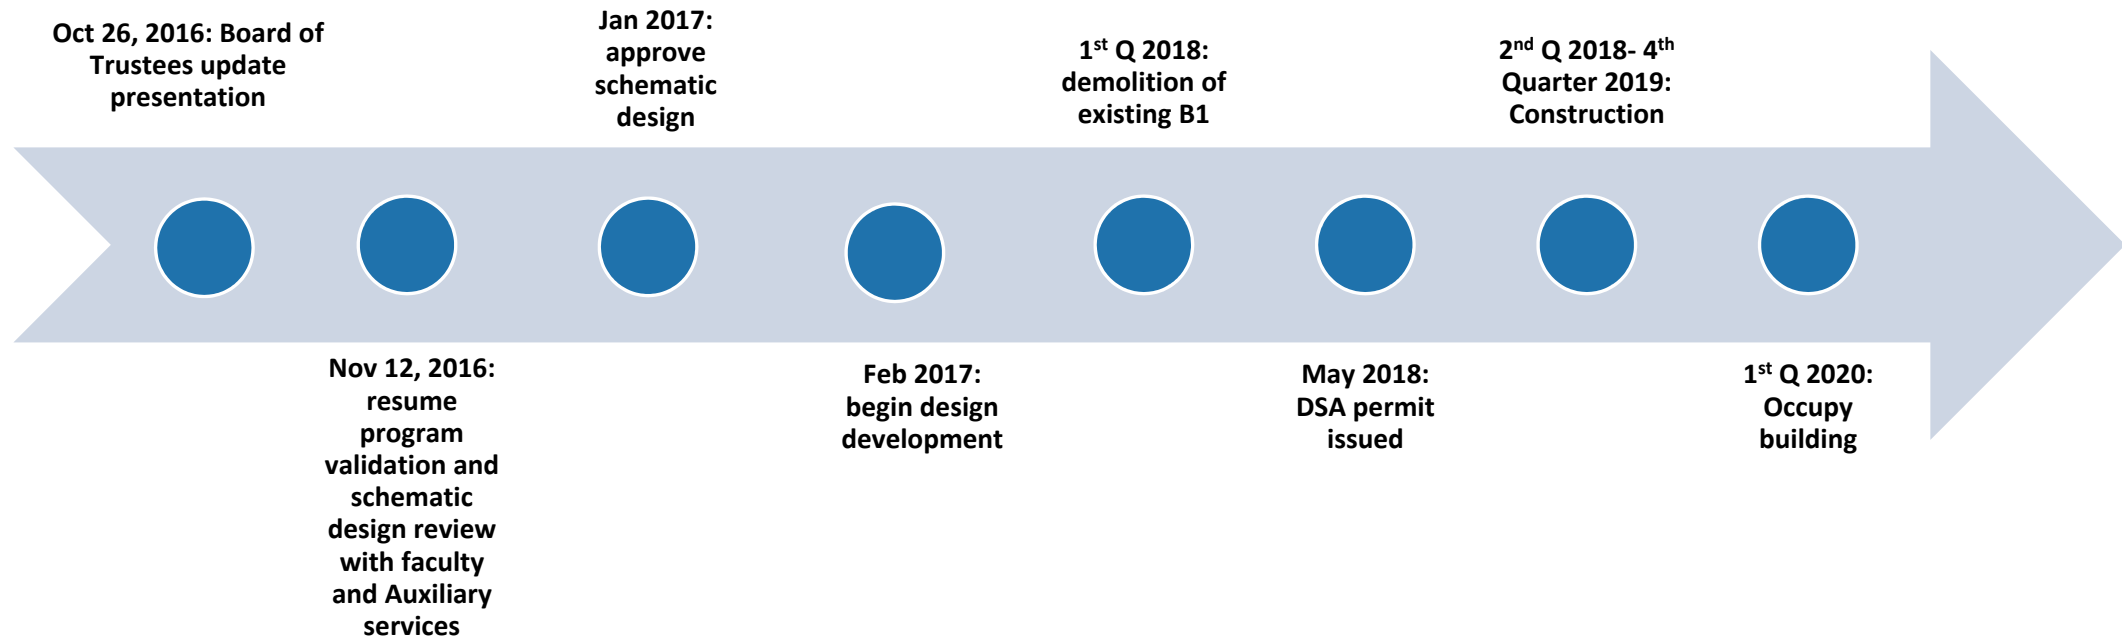 Oct 26, 2016: Board of
Trustees update
presentation
Nov 12, 2016:
resume
program
validation and
schematic
design review
with faculty
and Auxiliary
services
Jan 2017:
approve
schematic
design
Feb 2017:
begin design
development
1st Q 2018:
demolition of
existing B1
May 2018:
DSA permit
issued
2nd Q 2018- 4th
Quarter 2019:
Construction
1st Q 2020:
Occupy
building